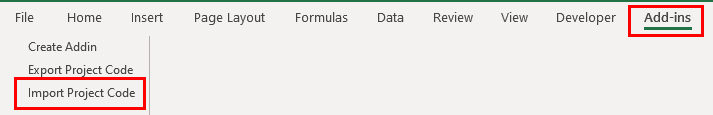 File Home Insert Page Layout Formulas Data Review View Developer Add-ins
Create Addin
Export Project Code
Import Project Code